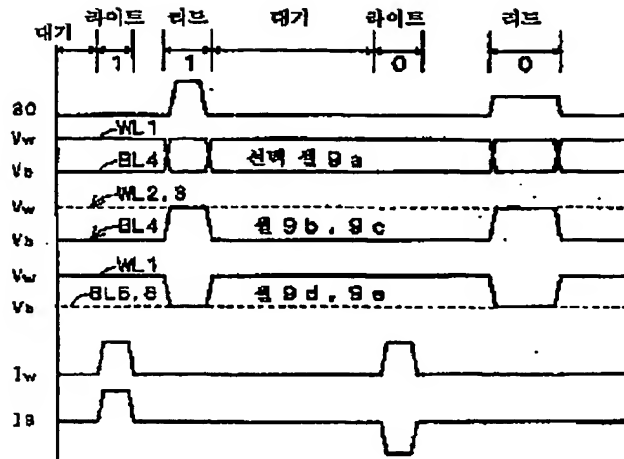 대기 라이트 리드 대기 라이트 리드
1 1 0 0
30
Vw WL1
Vb BL4 선택 셀 9a
Vw WL2, 3
Vb BL4 셀 9b, 9c
Vw WL1
Vb BL5, 6 셀 9d, 9e
Iw
IB